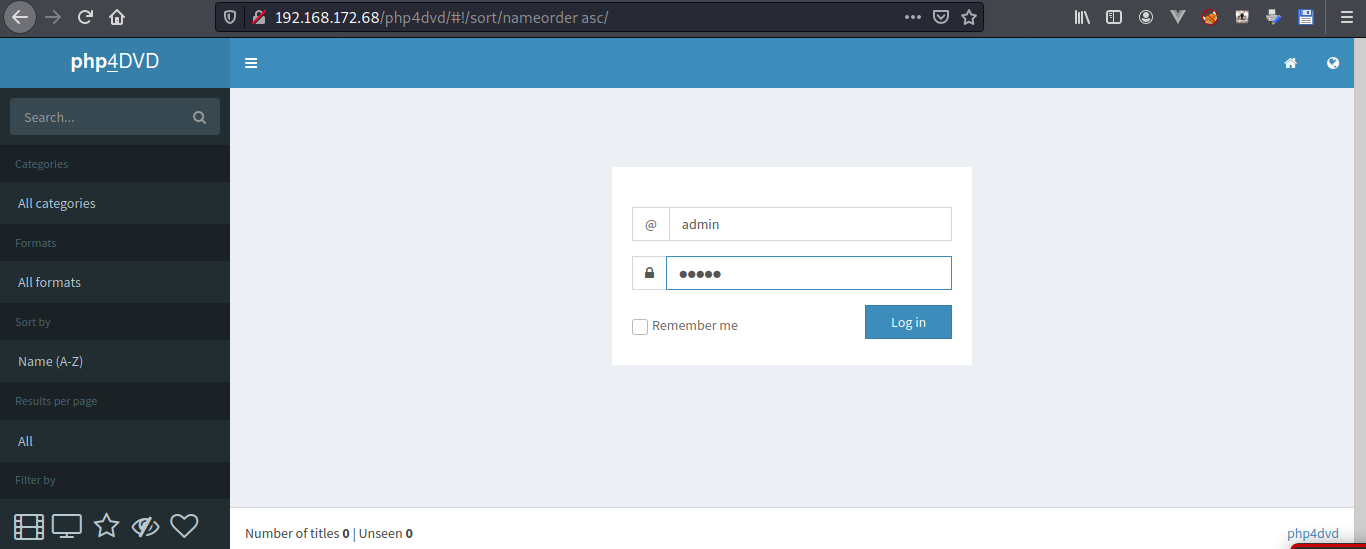 192.168.172.68/php4dvd/#!/sort/nameorder asc/
php4DVD
Search...
Categories
All categories
Formats
All formats
Sort by
Name (A-Z)
Results per page
All
Filter by
@ admin
●●●●●
Remember me
Log in
Number of titles 0 | Unseen 0
php4dvd